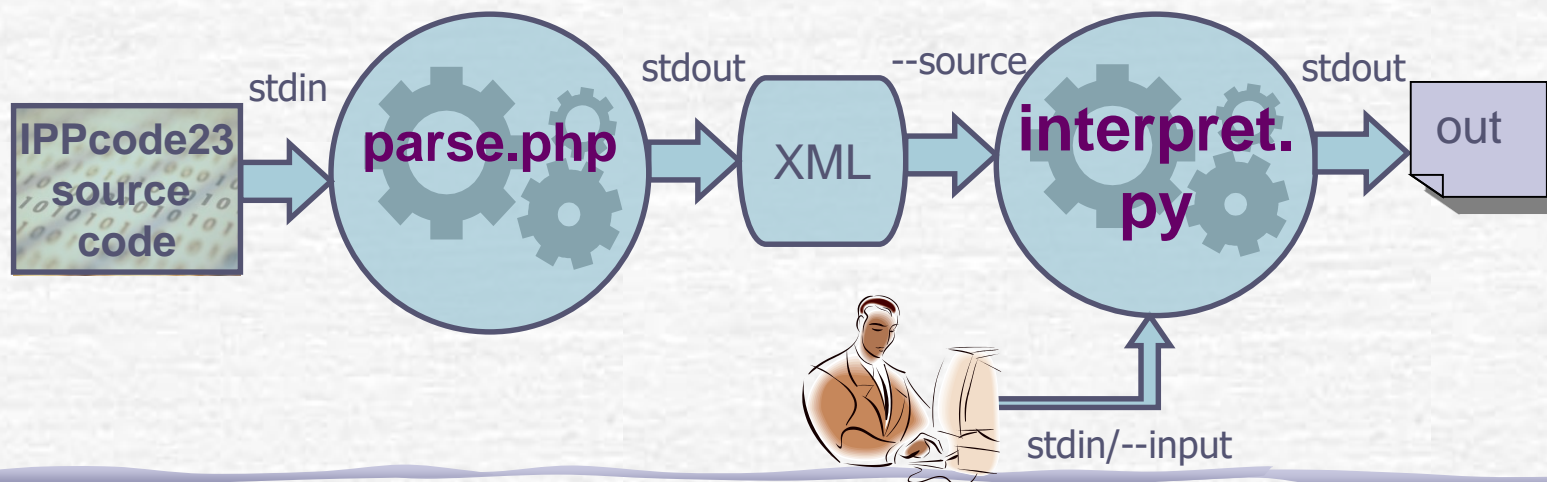 IPPcode23
source
code
stdin
parse.php
stdout
XML
--source
interpret.
py
stdout
out
stdin/--input